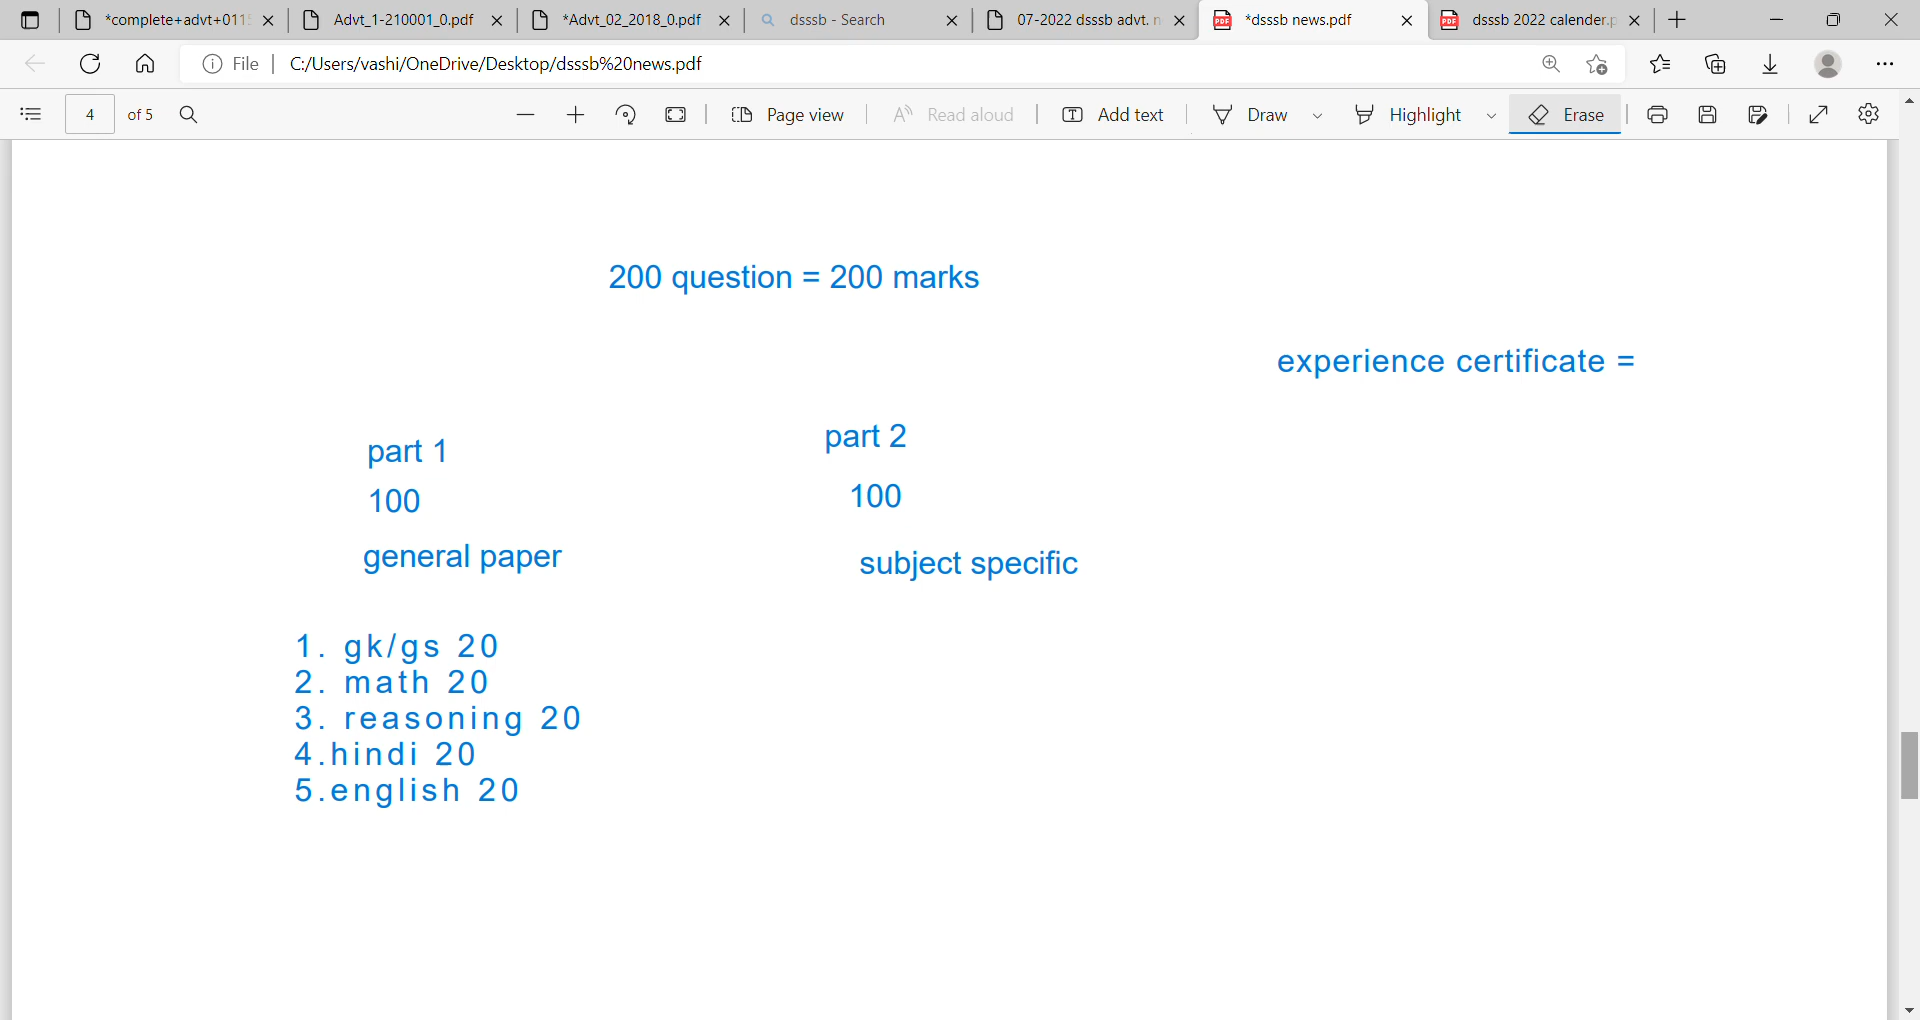 *complete+advt+011
Advt_1-210001_0.pdf
*Advt_02_2018_0.pdf
dsssb - Search
07-2022 dsssb advt.
*dsssb news.pdf
dsssb 2022 calender.
File
C:/Users/vashi/OneDrive/Desktop/dsssb%20news.pdf
4 of 5
Page view
Read aloud
Add text
Draw
Highlight
Erase
200 question = 200 marks
experience certificate =
part 1
part 2
100
100
general paper
subject specific
1. gk/gs 20
2. math 20
3. reasoning 20
4.hindi 20
5.english 20